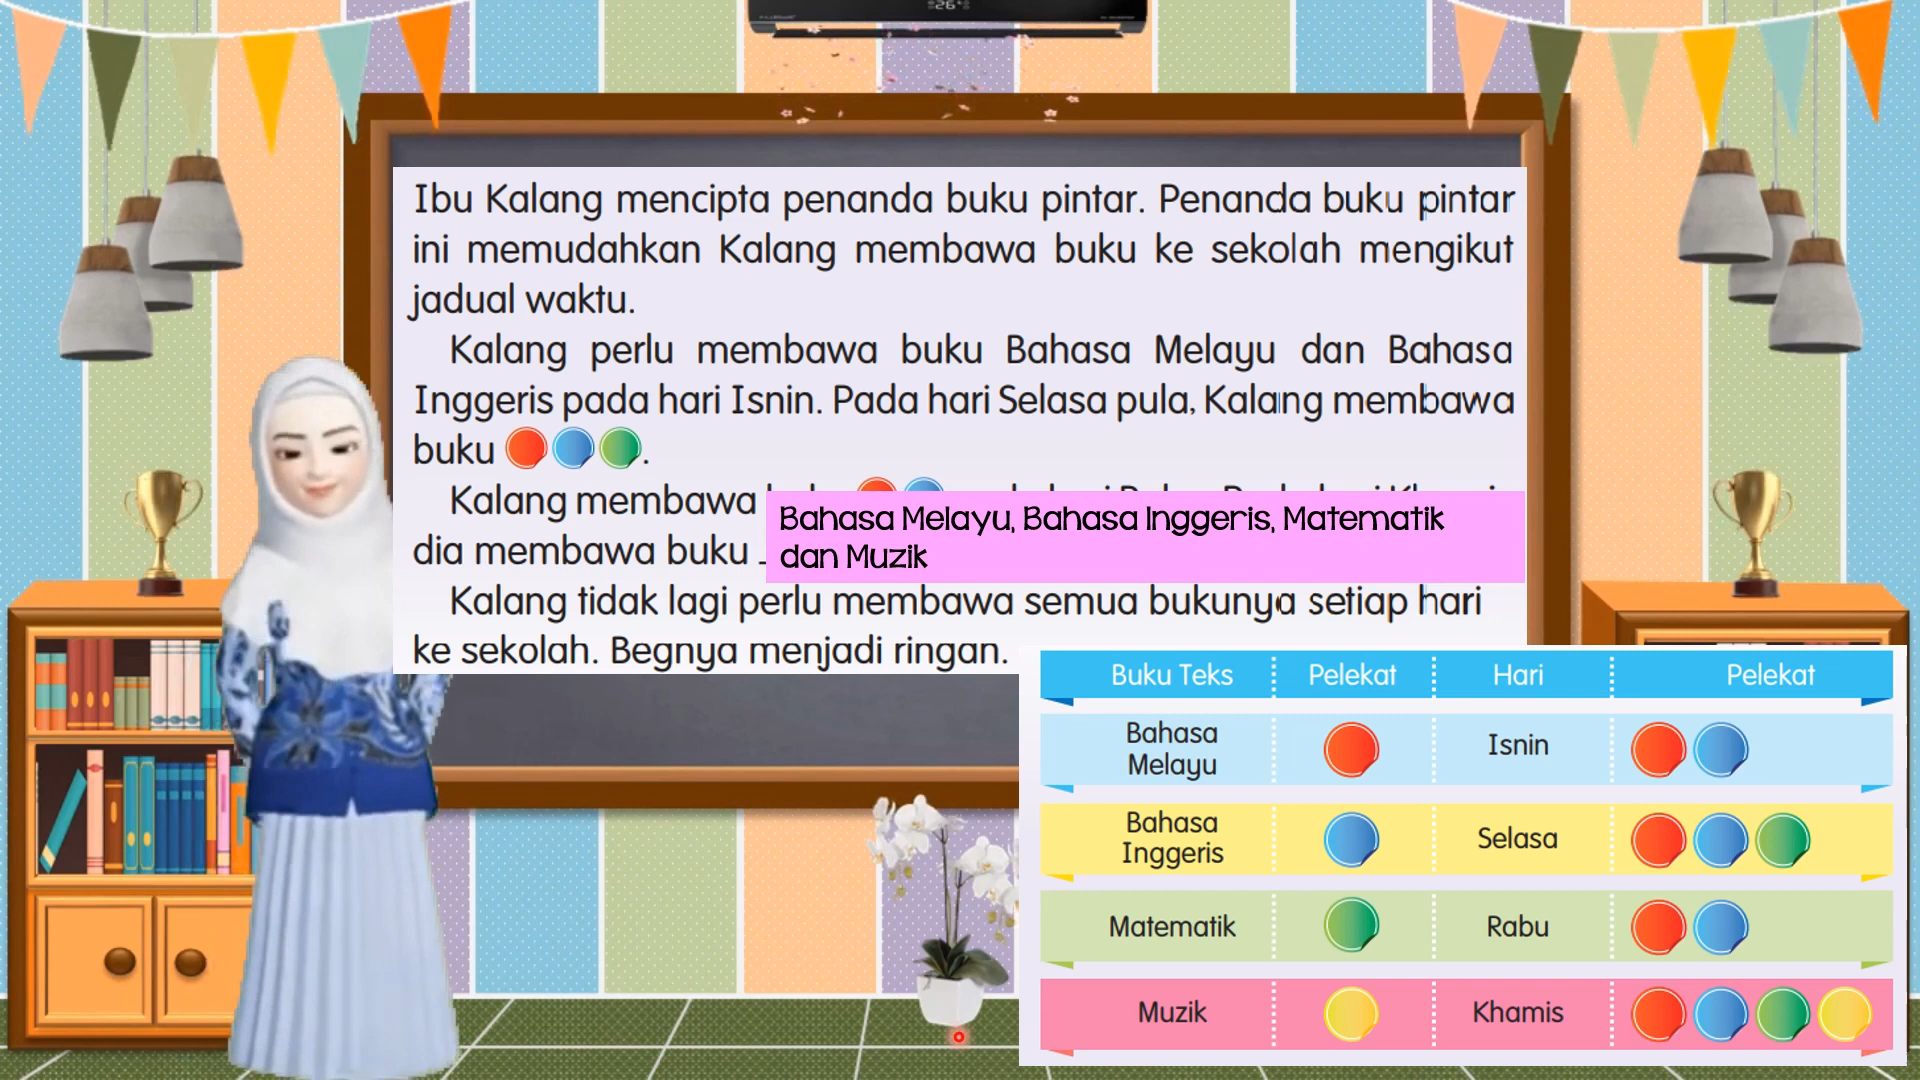 26°
Ibu Kalang mencipta penanda buku pintar. Penanda buku pintar
ini memudahkan Kalang membawa buku ke sekolah mengikut
jadual waktu.
Kalang perlu membawa buku Bahasa Melayu dan Bahasa
Inggeris pada hari Isnin. Pada hari Selasa pula, Kalang membawa
buku .
Kalang membawa
Bahasa Melayu, Bahasa Inggeris, Matematik
dia membawa buku _
dan Muzik
Kalang tidak lagi perlu membawa semua bukunya setiap hari
ke sekolah. Begnya menjadi ringan.
Buku Teks Pelekat Hari Pelekat
Bahasa
Melayu
Isnin
Bahasa
Inggeris
Selasa
Matematik Rabu
Muzik Khamis